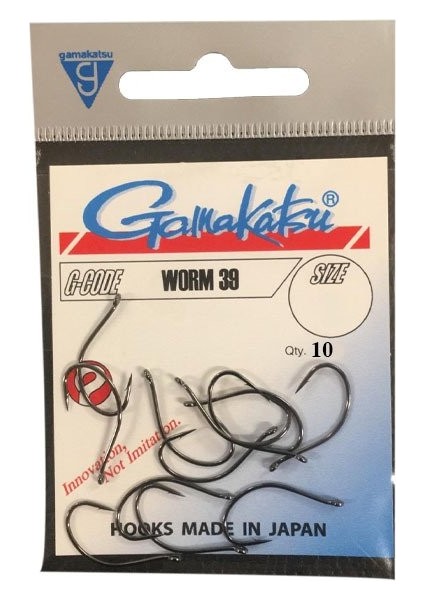 gamakatsu
g
Gamakatsu®
G-CODE WORM 39 SIZE
Qty. 10
Innovation,
Not Imitation.
HOOKS MADE IN JAPAN